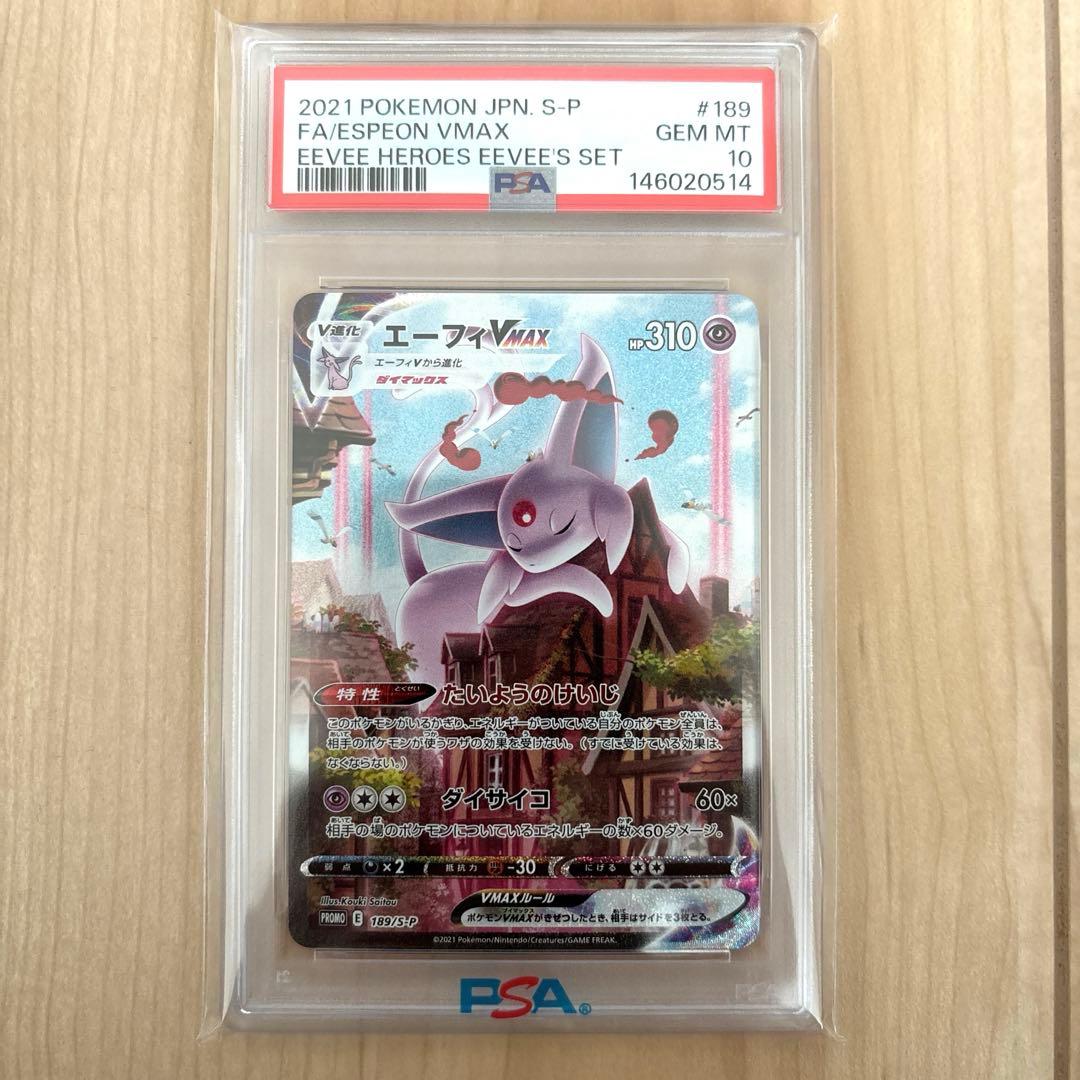 2021 POKEMON JPN. S-P #189
FA/ESPEON VMAX GEM MT
EEVEE HEROES EEVEE'S SET 10
PSA 146020514
V進化 エーフィVMAX HP310
エーフィVから進化
ダイマックス
特性 とくせい たいようのけいじ
このポケモンがいるかぎり、エネルギーがついている自分のポケモン全員は、
相手のポケモンが使うワザの効果を受けない。(すでに受けている効果は、
なくならない。)
ダイサイコ 60×
相手の場のポケモンについているエネルギーの数×60ダメージ。
弱点 ×2 抵抗力 -30 にげる
Illus.Kouki Saitou
VMAXルール
PROMO E 189/S-P ポケモンVMAXがきぜつしたとき、相手はサイドを3枚とる。
©2021 Pokémon/Nintendo/Creatures/GAME FREAK.
PSA®